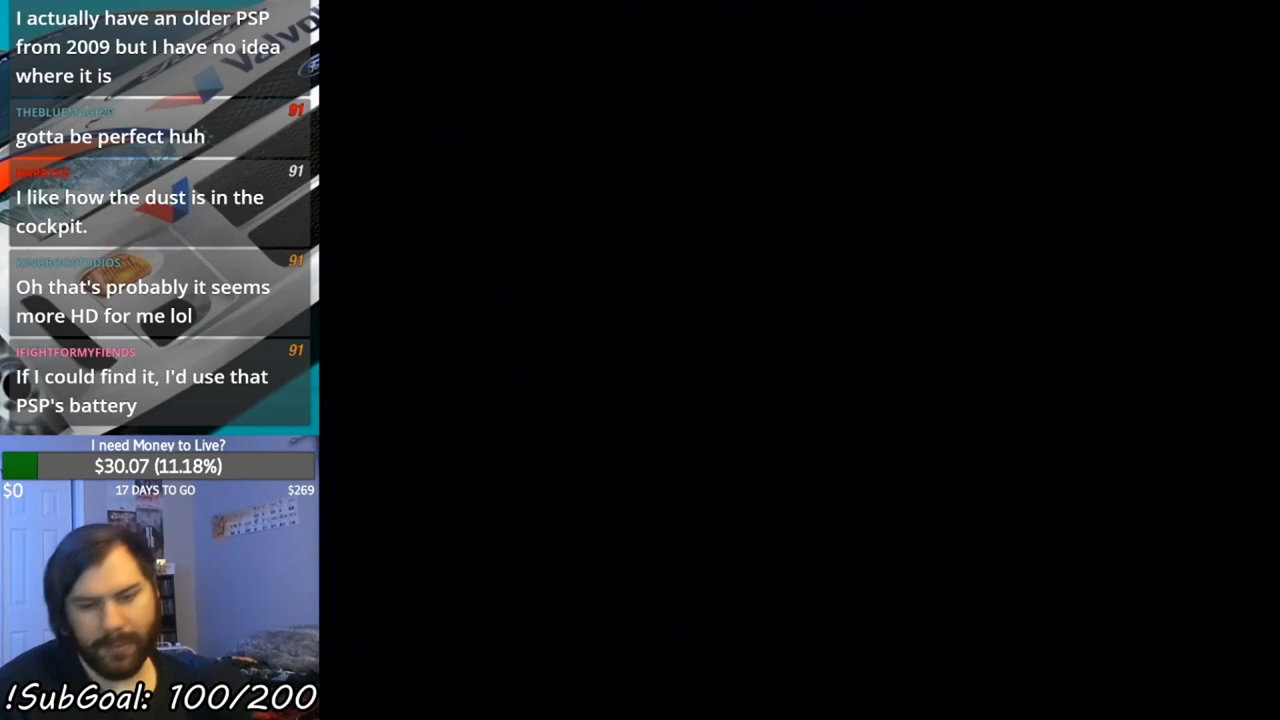 I actually have an older PSP
from 2009 but I have no idea
where it is
Valvo
91
gotta be perfect huh
91
I like how the dust is in the
cockpit.
KINGBOOSTUDIOS 91
Oh that's probably it seems
more HD for me lol
IFIGHTFORMYFIENDS 91
If I could find it, I'd use that
PSP's battery
I need Money to Live?
$30.07 (11.18%)
$0 17 DAYS TO GO $269
!SubGoal: 100/200